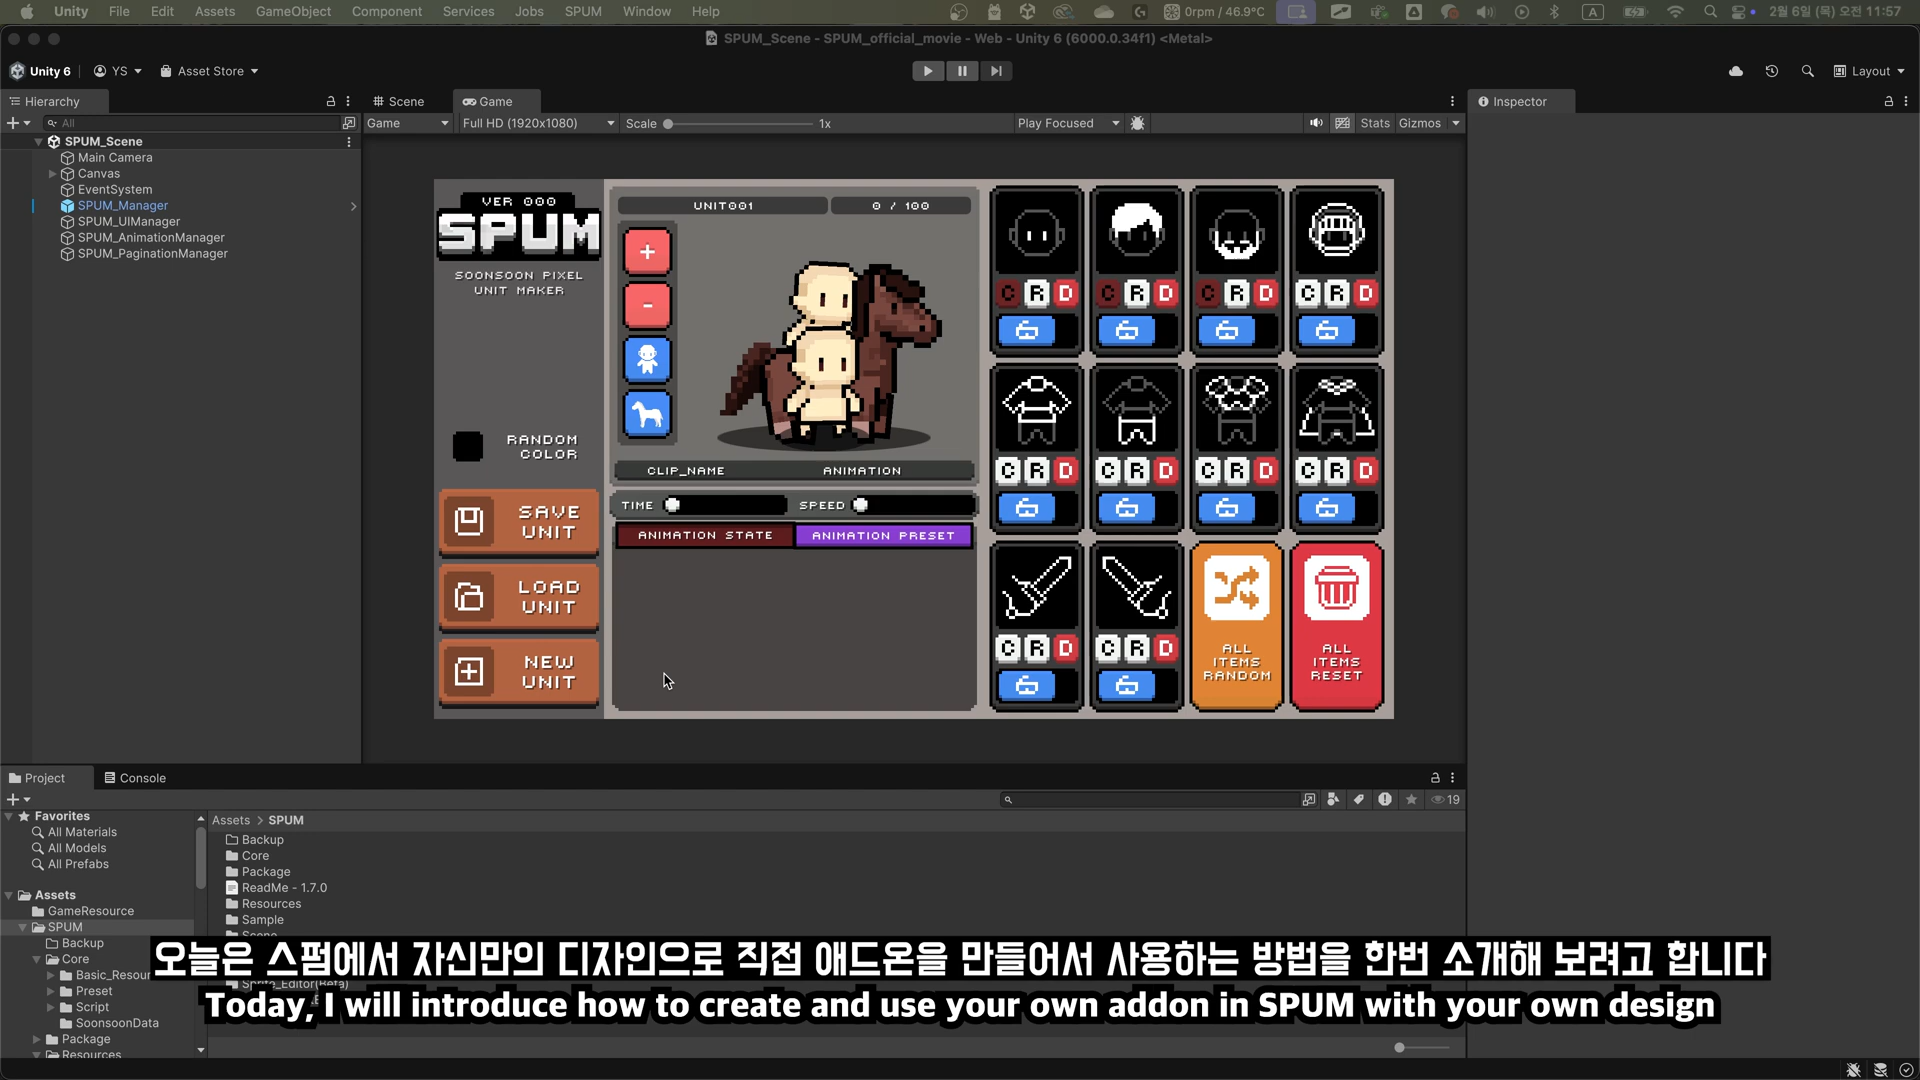 Unity File Edit Assets GameObject Component Services Jobs SPUM Window Help
0rpm / 46.9°C A 2월 6일 (목) 오전 11:57
SPUM_Scene - SPUM_official_movie - Web - Unity 6 (6000.0.34f1) <Metal>
Unity 6 YS Asset Store Layout
Hierarchy
Scene Game
Inspector
All
Game Full HD (1920x1080) Scale 1x Play Focused Stats Gizmos
SPUM_Scene
Main Camera
Canvas
EventSystem
SPUM_Manager
SPUM_UIManager
SPUM_AnimationManager
SPUM_PaginationManager
VER 000
SPUM
SOONSOON PIXEL
UNIT MAKER
RANDOM
COLOR
SAVE
UNIT
LOAD
UNIT
NEW
UNIT
UNIT001 0 / 100
+
-
CLIP_NAME ANIMATION
TIME SPEED
ANIMATION STATE ANIMATION PRESET
C R D C R D C R D C R D
C R D C R D C R D C R D
C R D C R D
ALL
ITEMS
RANDOM
ALL
ITEMS
RESET
Project Console
19
Favorites
All Materials
All Models
All Prefabs
Assets
GameResource
SPUM
Backup
Core
Basic_Resour
Preset
Script
SoonsoonData
Package
Resources
Assets > SPUM
Backup
Core
Package
ReadMe - 1.7.0
Resources
Sample
Scene
Sprite_Editor(Beta)
오늘은 스펌에서 자신만의 디자인으로 직접 애드온을 만들어서 사용하는 방법을 한번 소개해 보려고 합니다
Today, I will introduce how to create and use your own addon in SPUM with your own design